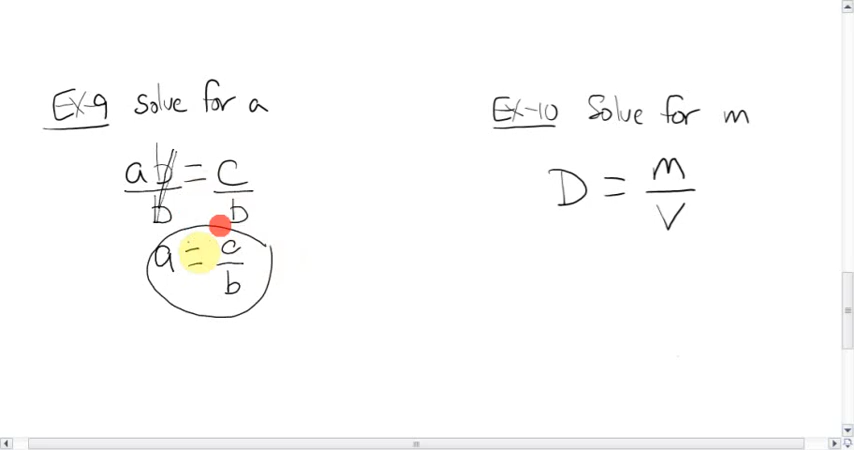 EX-9 solve for a
ab = c
b b
a = c
b
EX-10 Solve for m
D = m
V